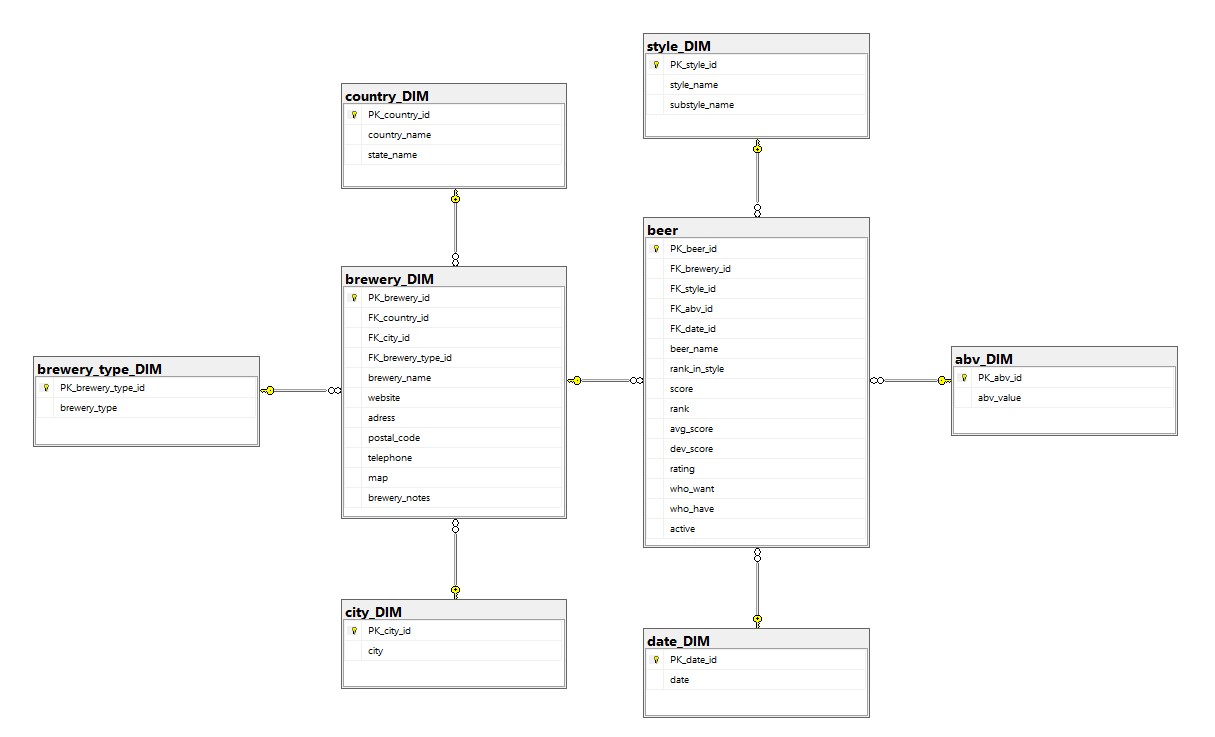 style_DIM
PK_style_id
style_name
substyle_name
country_DIM
PK_country_id
country_name
state_name
beer
PK_beer_id
FK_brewery_id
FK_style_id
FK_abv_id
FK_date_id
beer_name
rank_in_style
score
rank
avg_score
dev_score
rating
who_want
who_have
active
brewery_DIM
PK_brewery_id
FK_country_id
FK_city_id
FK_brewery_type_id
brewery_name
website
adress
postal_code
telephone
map
brewery_notes
brewery_type_DIM
PK_brewery_type_id
brewery_type
abv_DIM
PK_abv_id
abv_value
city_DIM
PK_city_id
city
date_DIM
PK_date_id
date